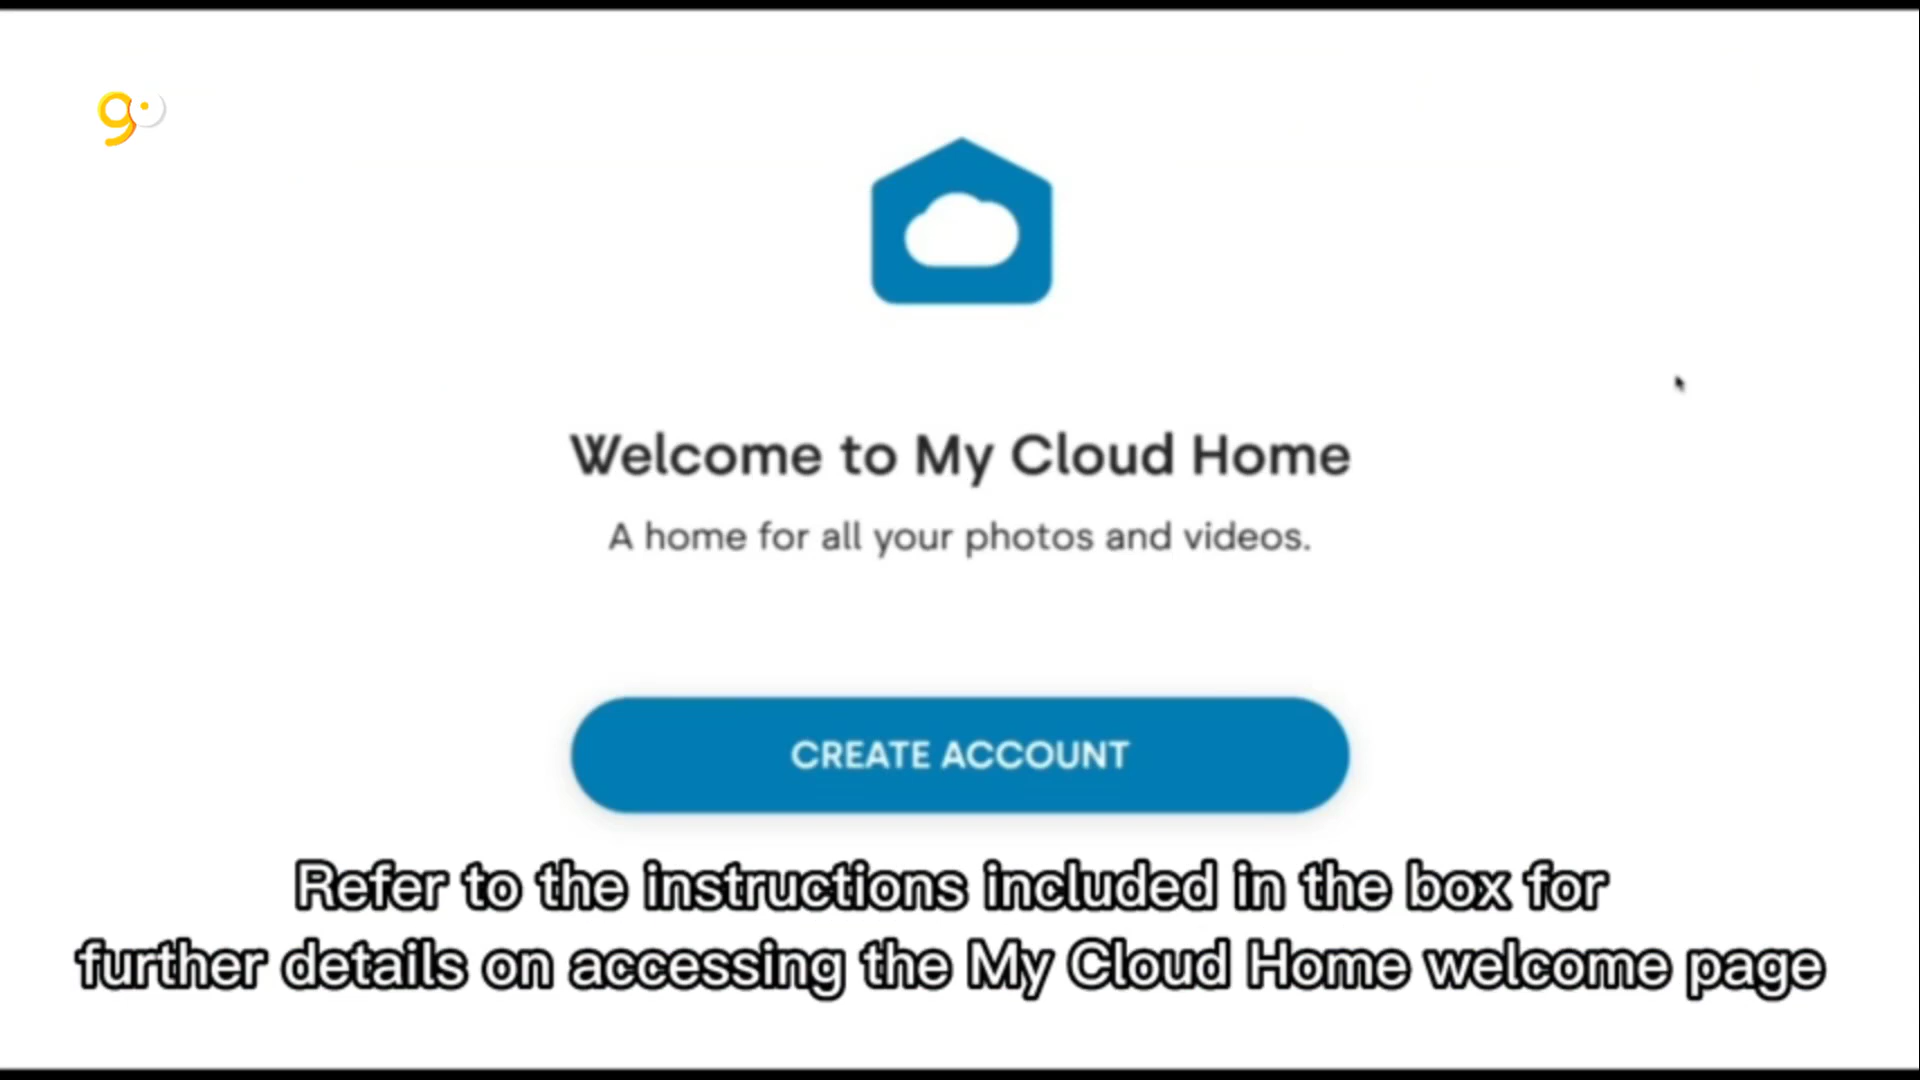 Welcome to My Cloud Home
A home for all your photos and videos.
CREATE ACCOUNT
Refer to the instructions included in the box for
further details on accessing the My Cloud Home welcome page